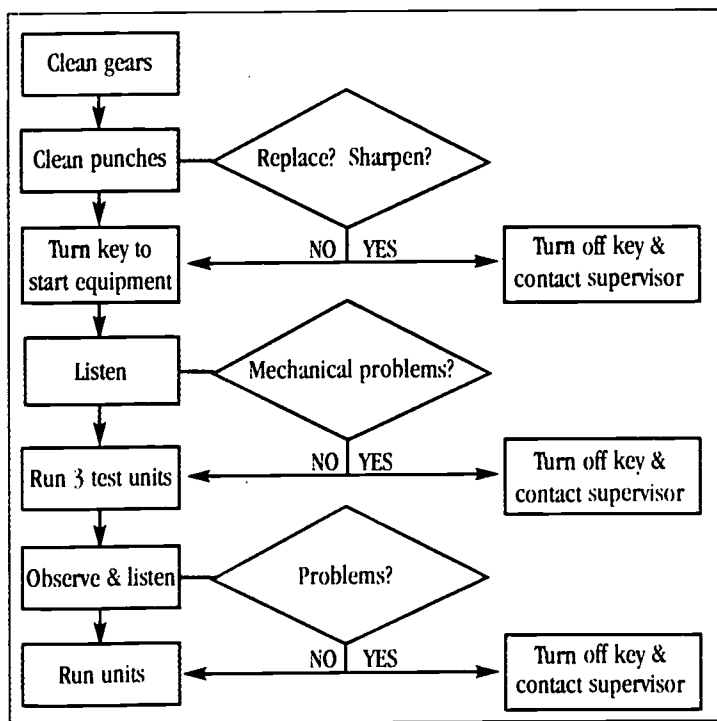 Clean gears
Clean punches
Replace? Sharpen?
NO YES
Turn key to
start equipment
Turn off key &
contact supervisor
Listen
Mechanical problems?
NO YES
Run 3 test units
Turn off key &
contact supervisor
Observe & listen
Problems?
NO YES
Run units
Turn off key &
contact supervisor